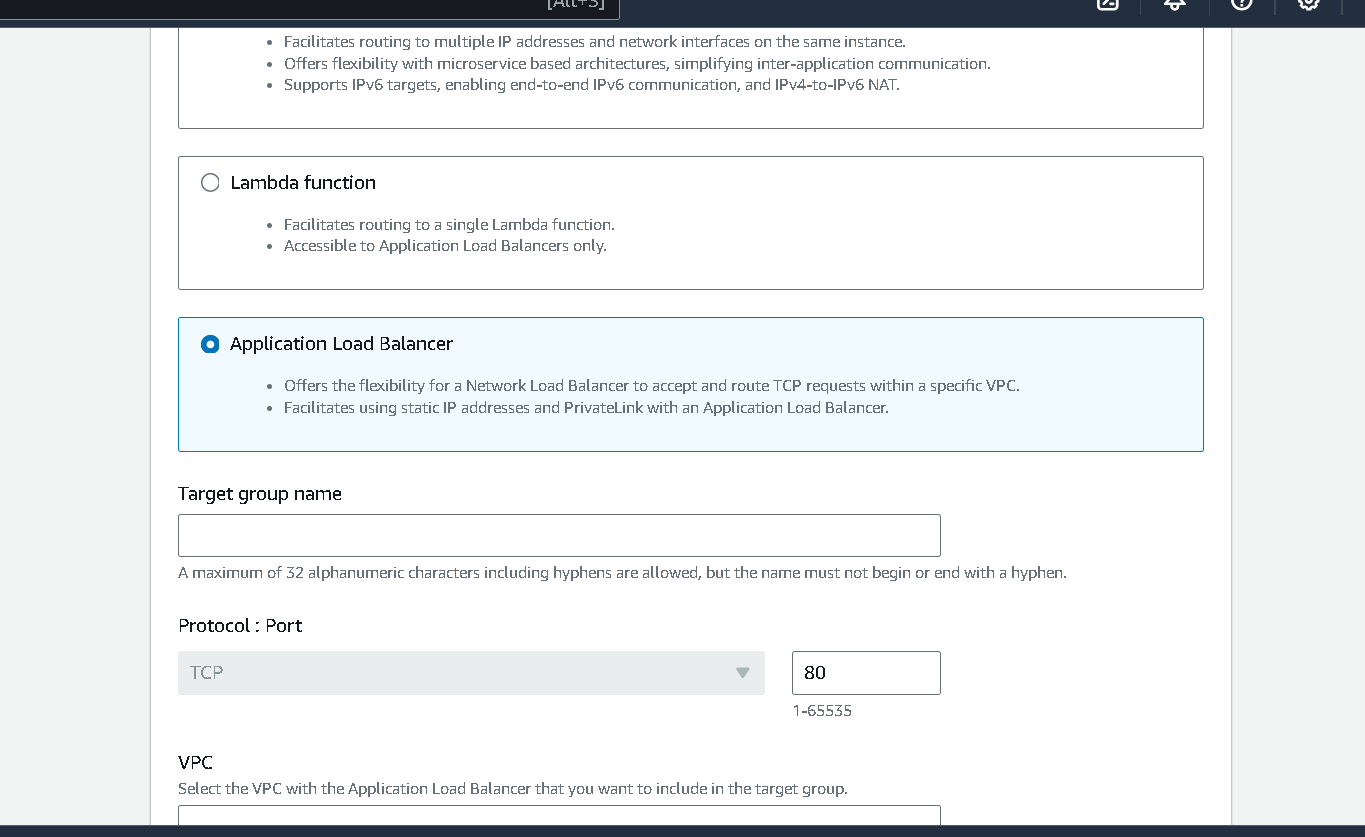 [Alt+S]
Facilitates routing to multiple IP addresses and network interfaces on the same instance.
Offers flexibility with microservice based architectures, simplifying inter-application communication.
Supports IPv6 targets, enabling end-to-end IPv6 communication, and IPv4-to-IPv6 NAT.
Lambda function
Facilitates routing to a single Lambda function.
Accessible to Application Load Balancers only.
Application Load Balancer
Offers the flexibility for a Network Load Balancer to accept and route TCP requests within a specific VPC.
Facilitates using static IP addresses and PrivateLink with an Application Load Balancer.
Target group name
A maximum of 32 alphanumeric characters including hyphens are allowed, but the name must not begin or end with a hyphen.
Protocol : Port
TCP 80
1-65535
VPC
Select the VPC with the Application Load Balancer that you want to include in the target group.